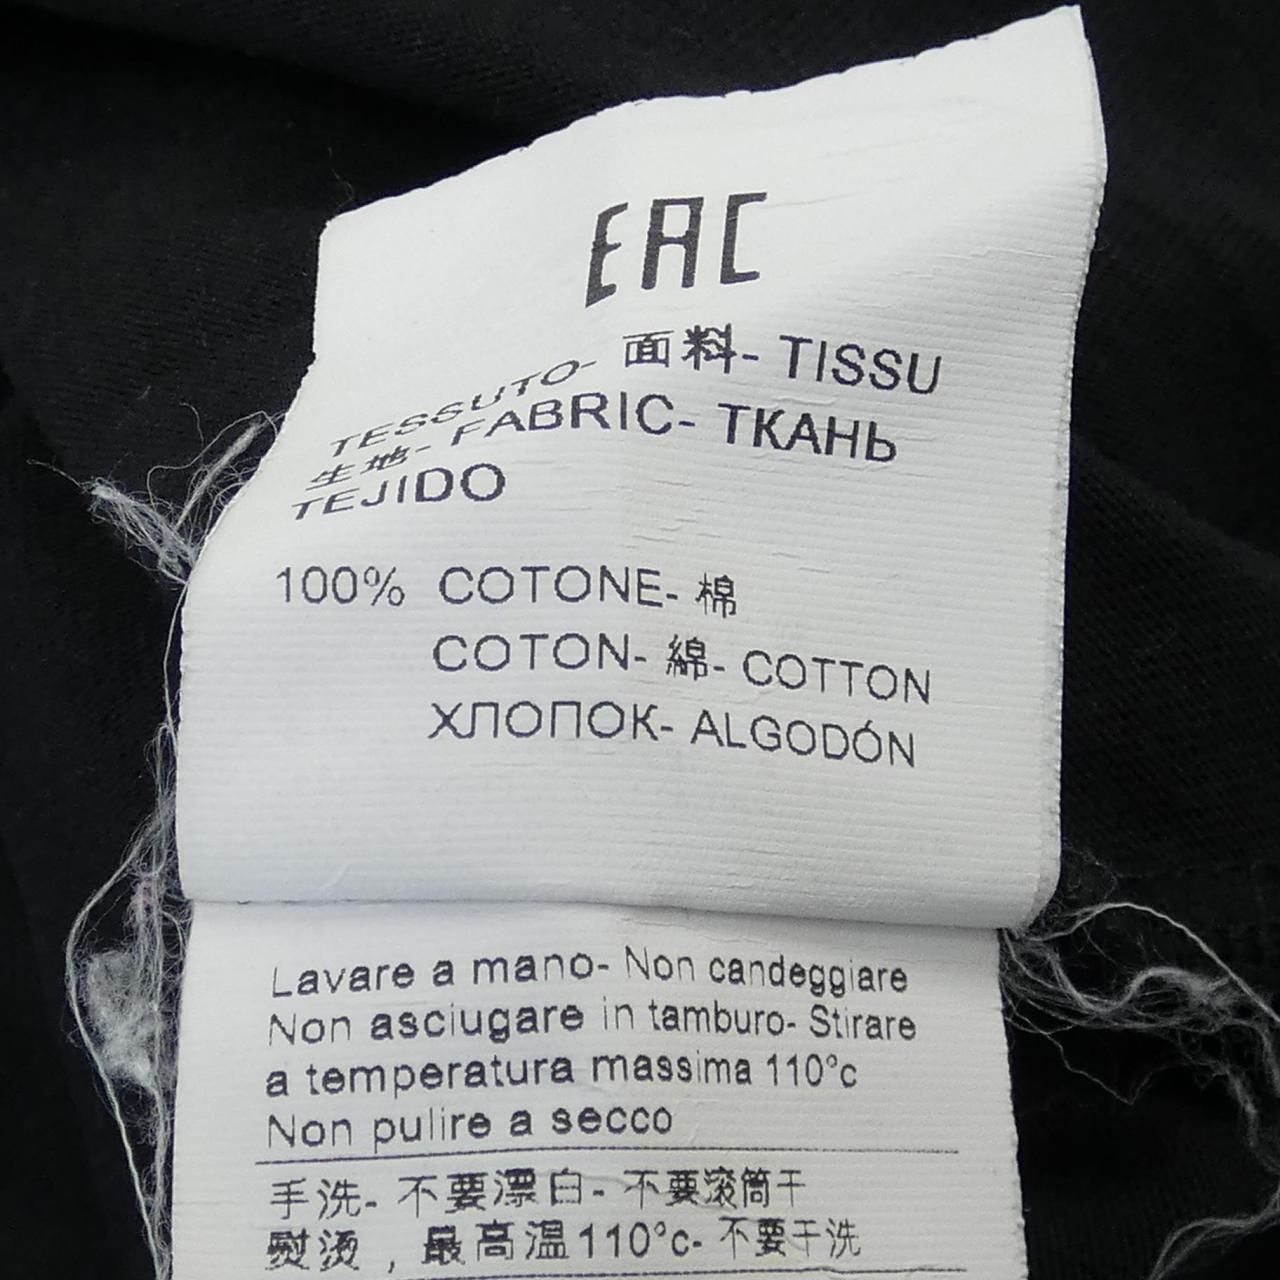 EAC
TESSUTO- 面料- TISSU
生地- FABRIC- ТКАНЬ
TEJIDO
100% COTONE- 棉
COTON- 綿- COTTON
ХЛОПОК- ALGODÓN
Lavare a mano- Non candeggiare
Non asciugare in tamburo- Stirare
a temperatura massima 110°c
Non pulire a secco
手洗- 不要漂白- 不要滚筒干
熨烫，最高温110°c- 不要干洗